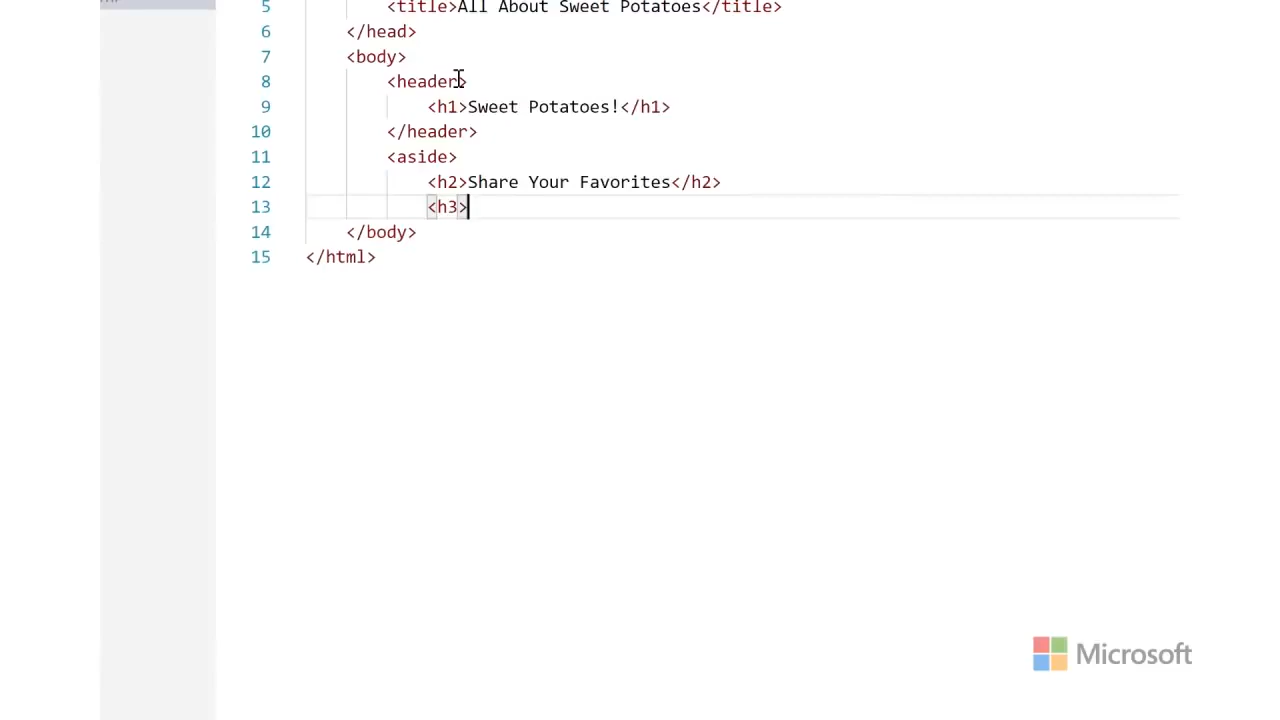 5 <title>All About Sweet Potatoes</title>
6 </head>
7 <body>
8 <header>
9 <h1>Sweet Potatoes!</h1>
10 </header>
11 <aside>
12 <h2>Share Your Favorites</h2>
13 <h3>
14 </body>
15 </html>
Microsoft